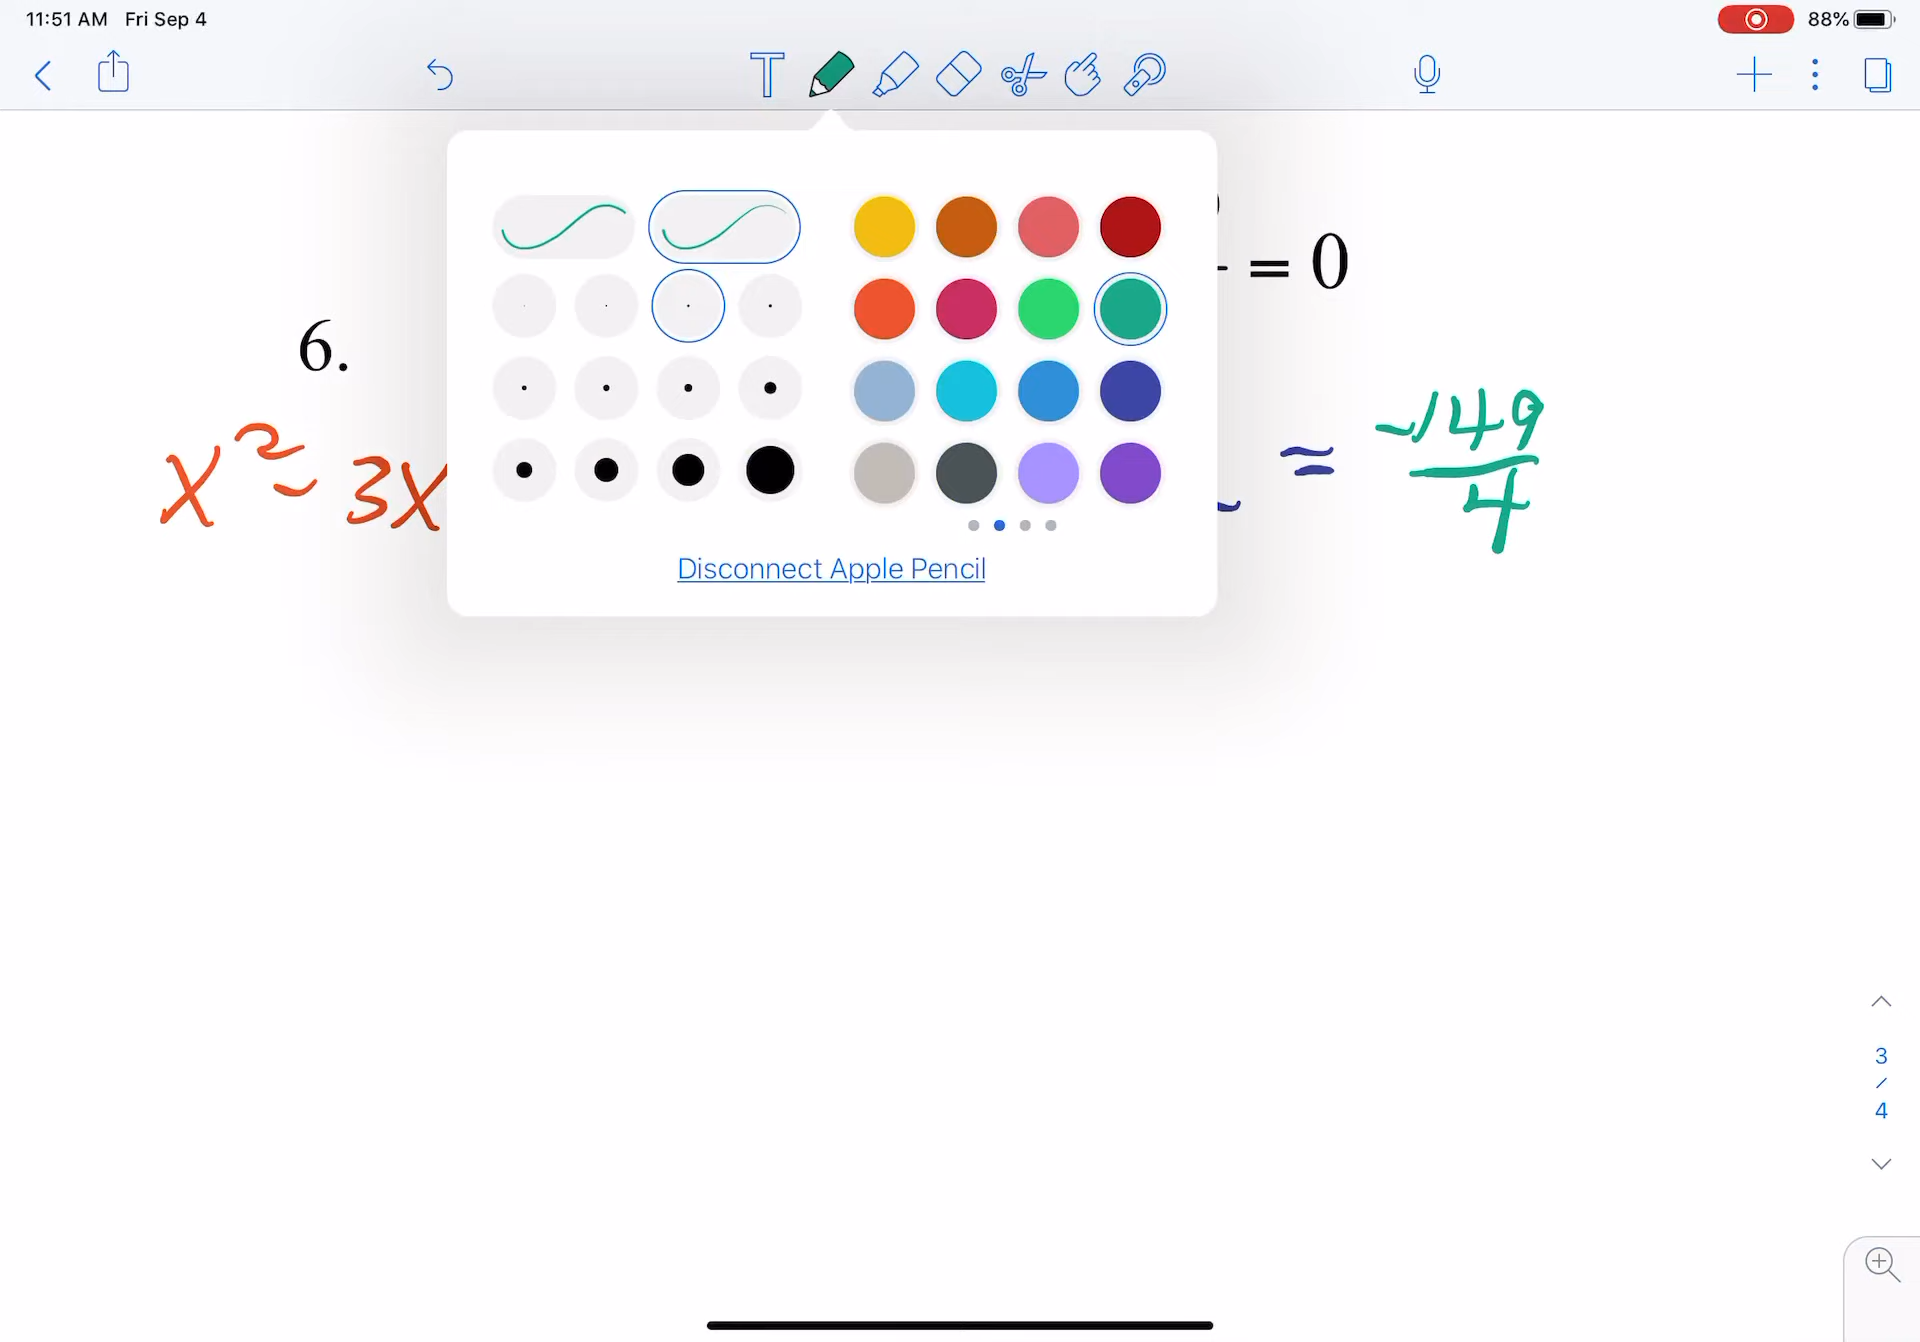 11:51 AM Fri Sep 4 88%
T
= 0
6.
x² - 3x = -149/4
Disconnect Apple Pencil
3
/
4